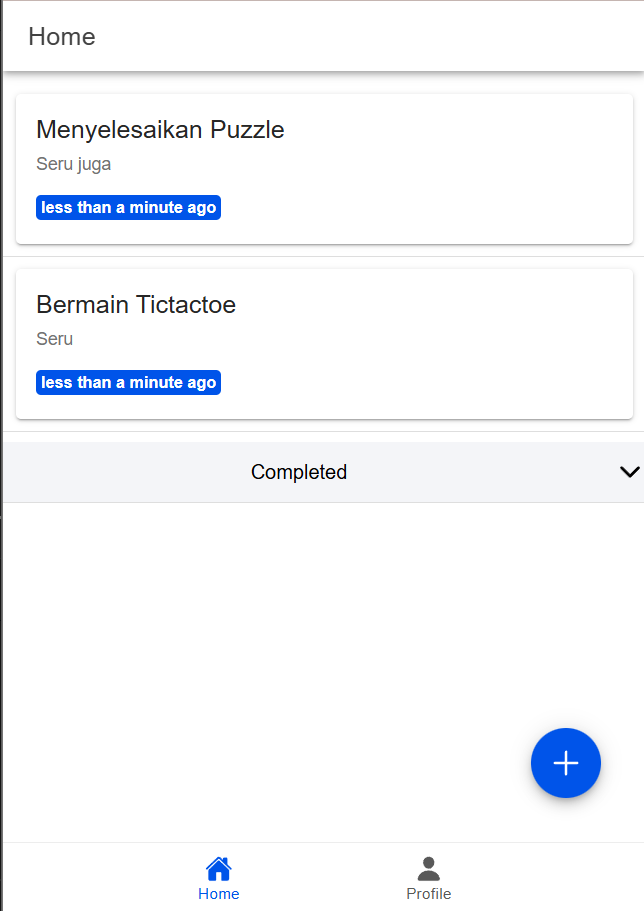 Home
Menyelesaikan Puzzle
Seru juga
less than a minute ago
Bermain Tictactoe
Seru
less than a minute ago
Completed
Home
Profile